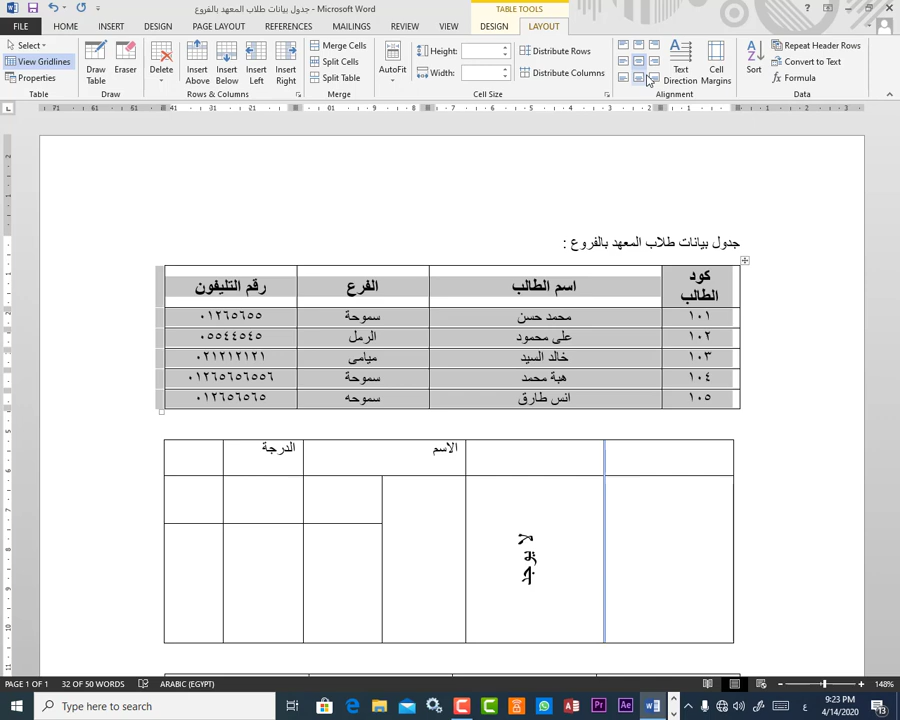 جدول بيانات طلاب المعهد بالفروع - Microsoft Word
TABLE TOOLS
FILE HOME INSERT DESIGN PAGE LAYOUT REFERENCES MAILINGS REVIEW VIEW DESIGN LAYOUT
Select
View Gridlines
Properties
Table
Draw Table
Eraser
Draw
Delete
Insert Above
Insert Below
Insert Left
Insert Right
Rows & Columns
Merge Cells
Split Cells
Split Table
Merge
AutoFit
Height:
Width:
Distribute Rows
Distribute Columns
Cell Size
Text Direction
Cell Margins
Alignment
Sort
Repeat Header Rows
Convert to Text
Formula
Data
جدول بيانات طلاب المعهد بالفروع :
كود الطالب اسم الطالب الفرع رقم التليفون
١٠١ محمد حسن سموحة ٠١٢٦٥٦٥٥
١٠٢ على محمود الرمل ٠٥٥٤٤٥٤٥
١٠٣ خالد السيد ميامى ٠٢١٢١٢١٢١
١٠٤ هبة محمد سموحة ٠١٢٦٥٦٥٦٥٥٦
١٠٥ انس طارق سموحه ٠١٢٦٥٦٥٦٥
الاسم الدرجة
لا يوجد
PAGE 1 OF 1 32 OF 50 WORDS ARABIC (EGYPT) 148%
Type here to search
9:23 PM
4/14/2020